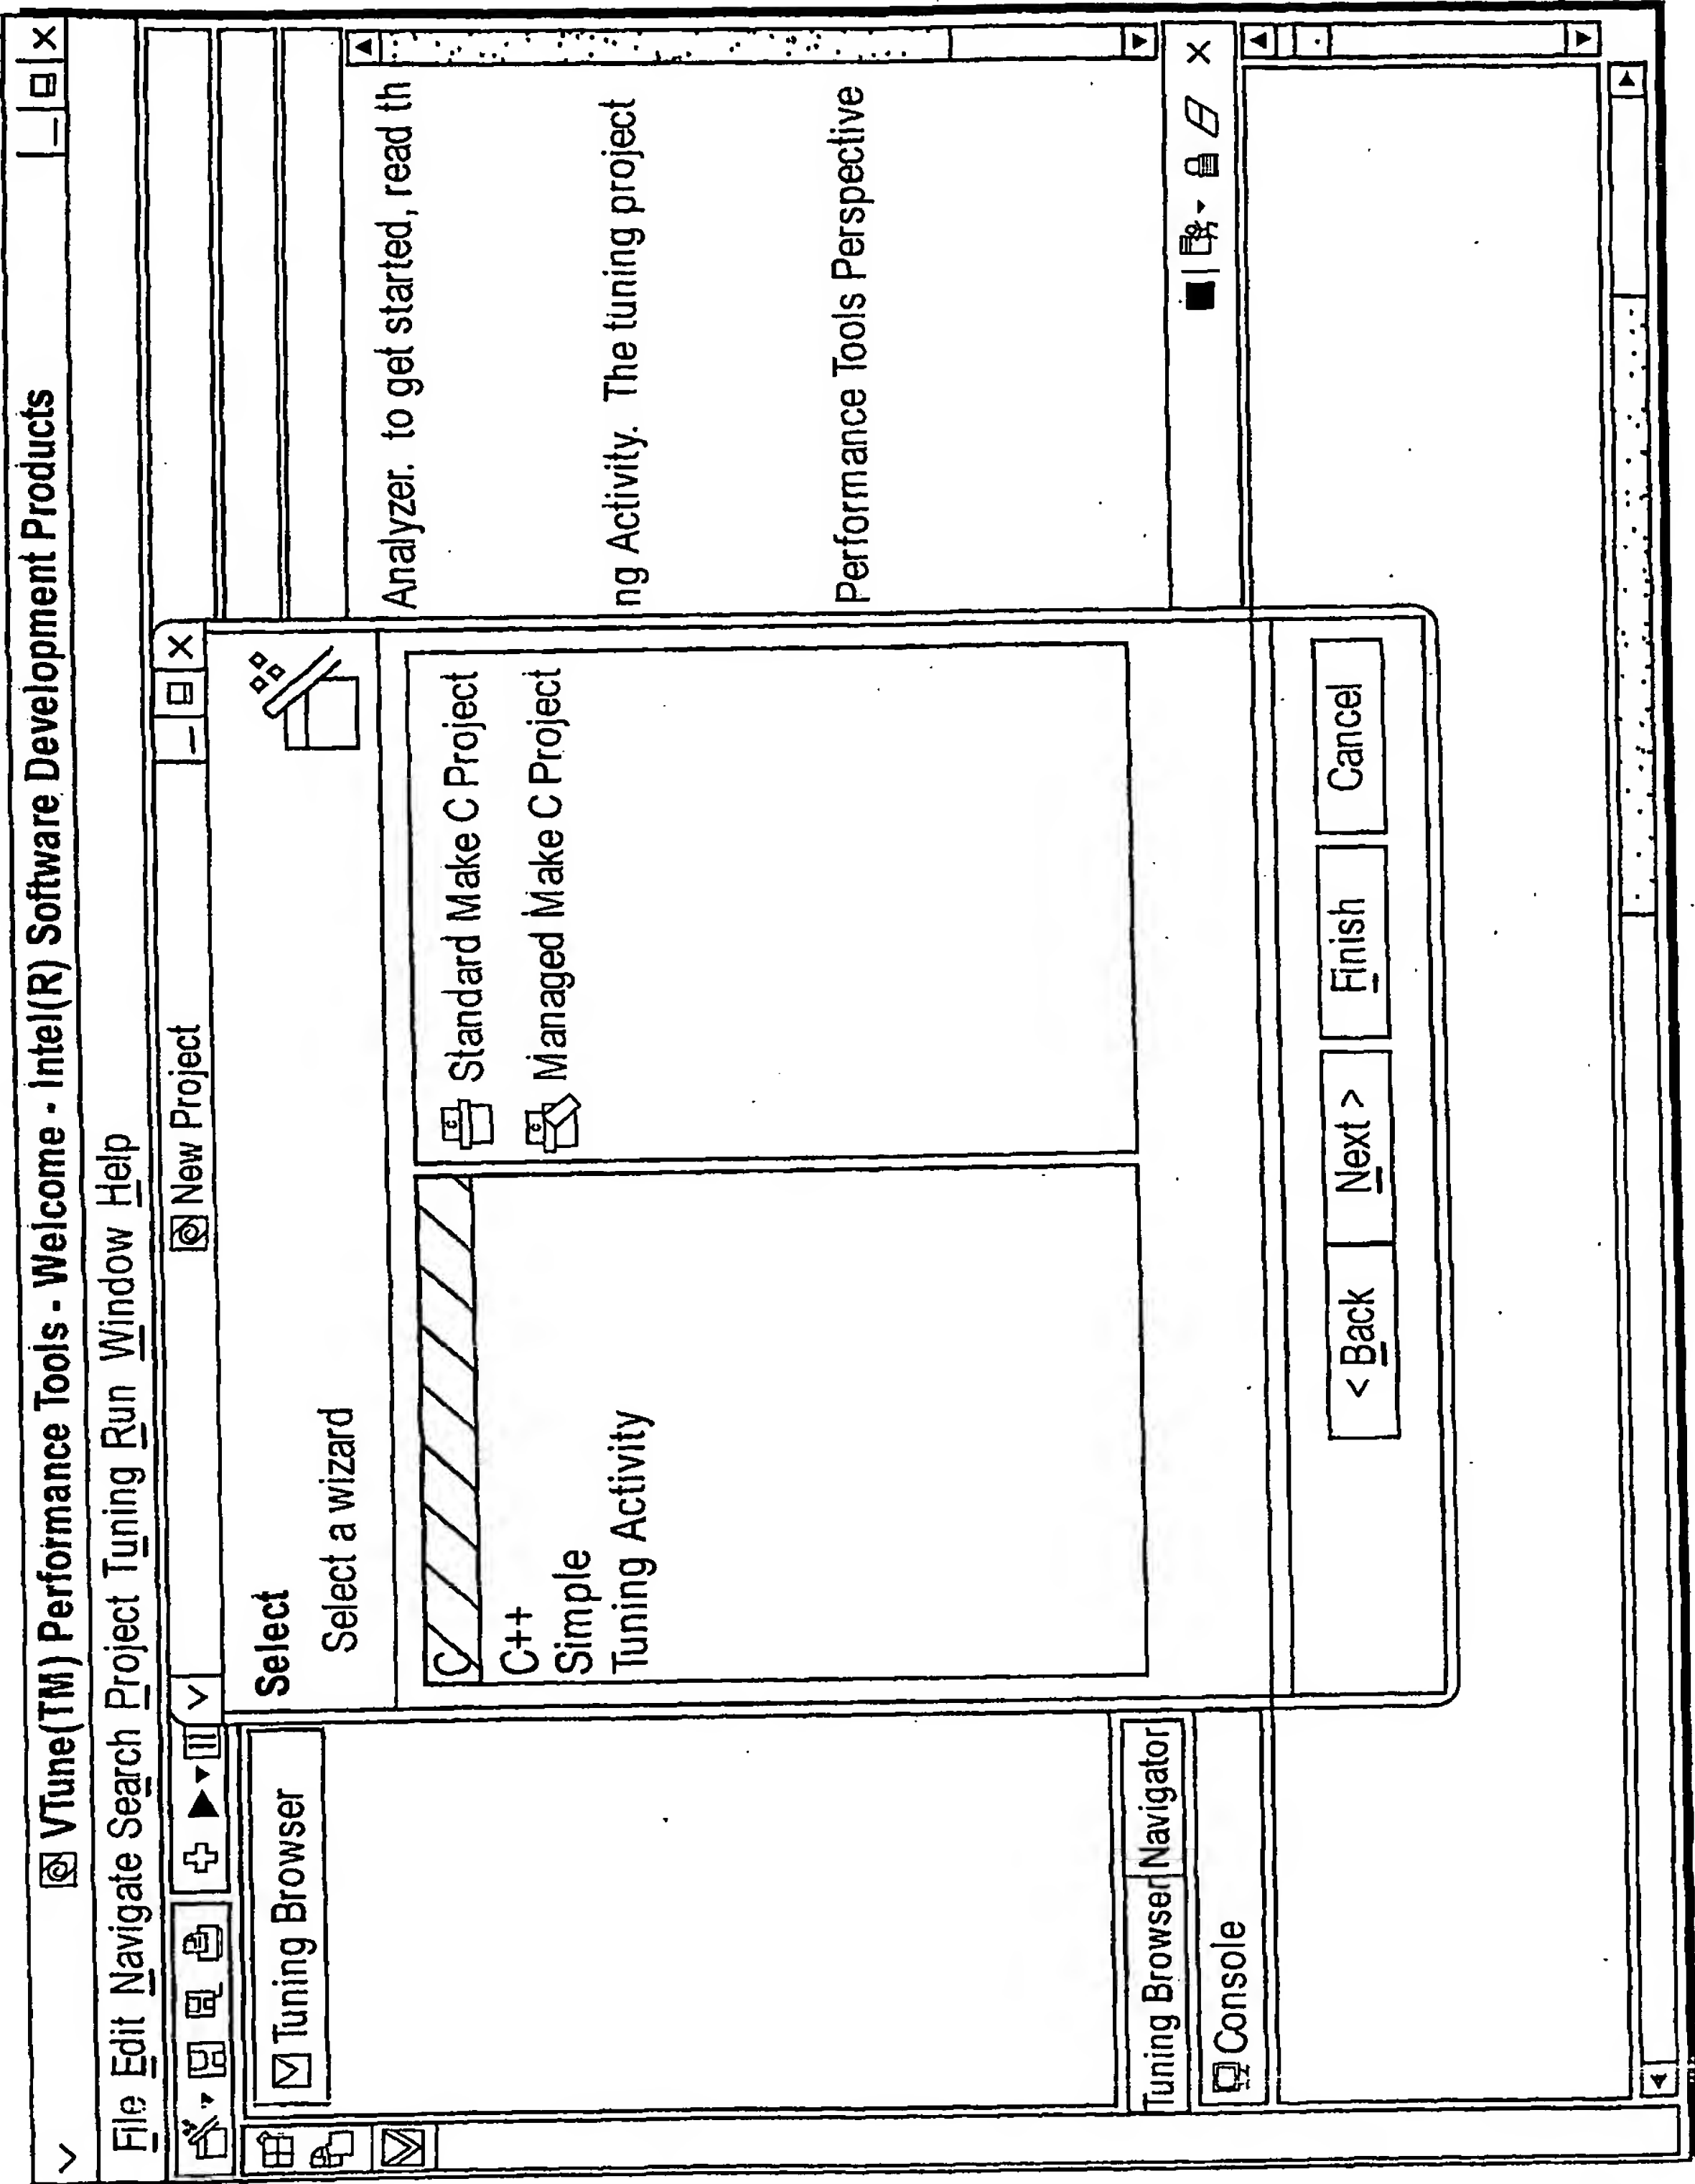 VTune(TM) Performance Tools - Welcome - Intel(R) Software Development Products
File Edit Navigate Search Project Tuning Run Window Help
New Project
Select
Select a wizard
C
C++
Simple
Tuning Activity
Standard Make C Project
Managed Make C Project
< Back Next > Finish Cancel
Tuning Browser
Analyzer. to get started, read th
ng Activity. The tuning project
Performance Tools Perspective
Tuning Browser Navigator
Console